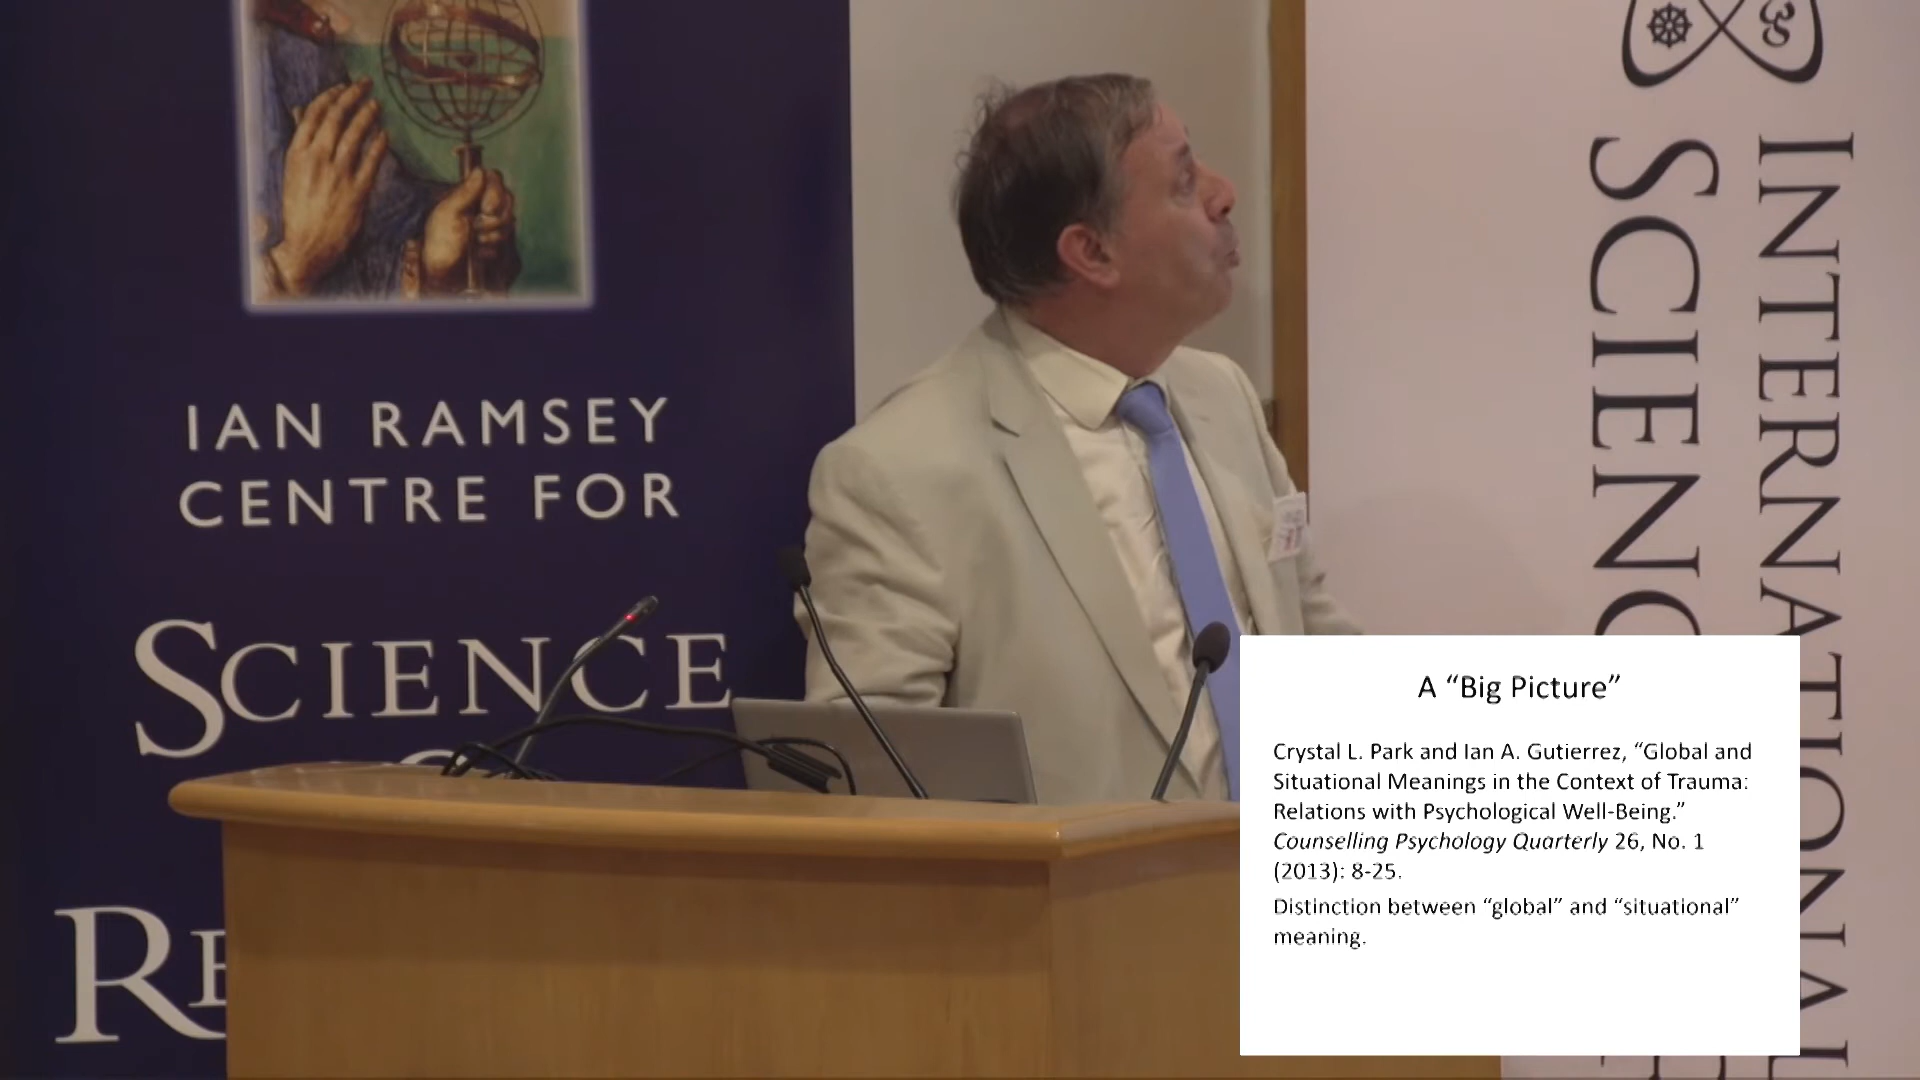 IAN RAMSEY
CENTRE FOR
SCIENCE
RE
INTERNATIONAL
SCIENC
A “Big Picture”
Crystal L. Park and Ian A. Gutierrez, “Global and
Situational Meanings in the Context of Trauma:
Relations with Psychological Well-Being.”
Counselling Psychology Quarterly 26, No. 1
(2013): 8-25.
Distinction between “global” and “situational”
meaning.